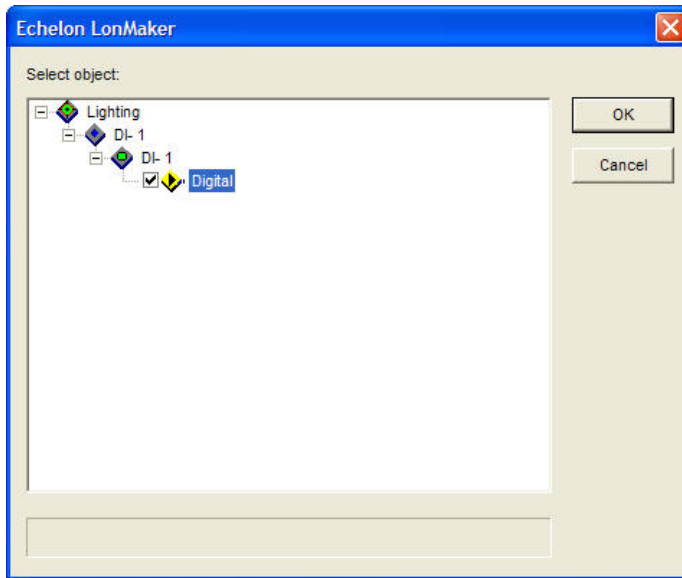 Echelon LonMaker
Select object:
Lighting
DI- 1
DI- 1
Digital
OK
Cancel